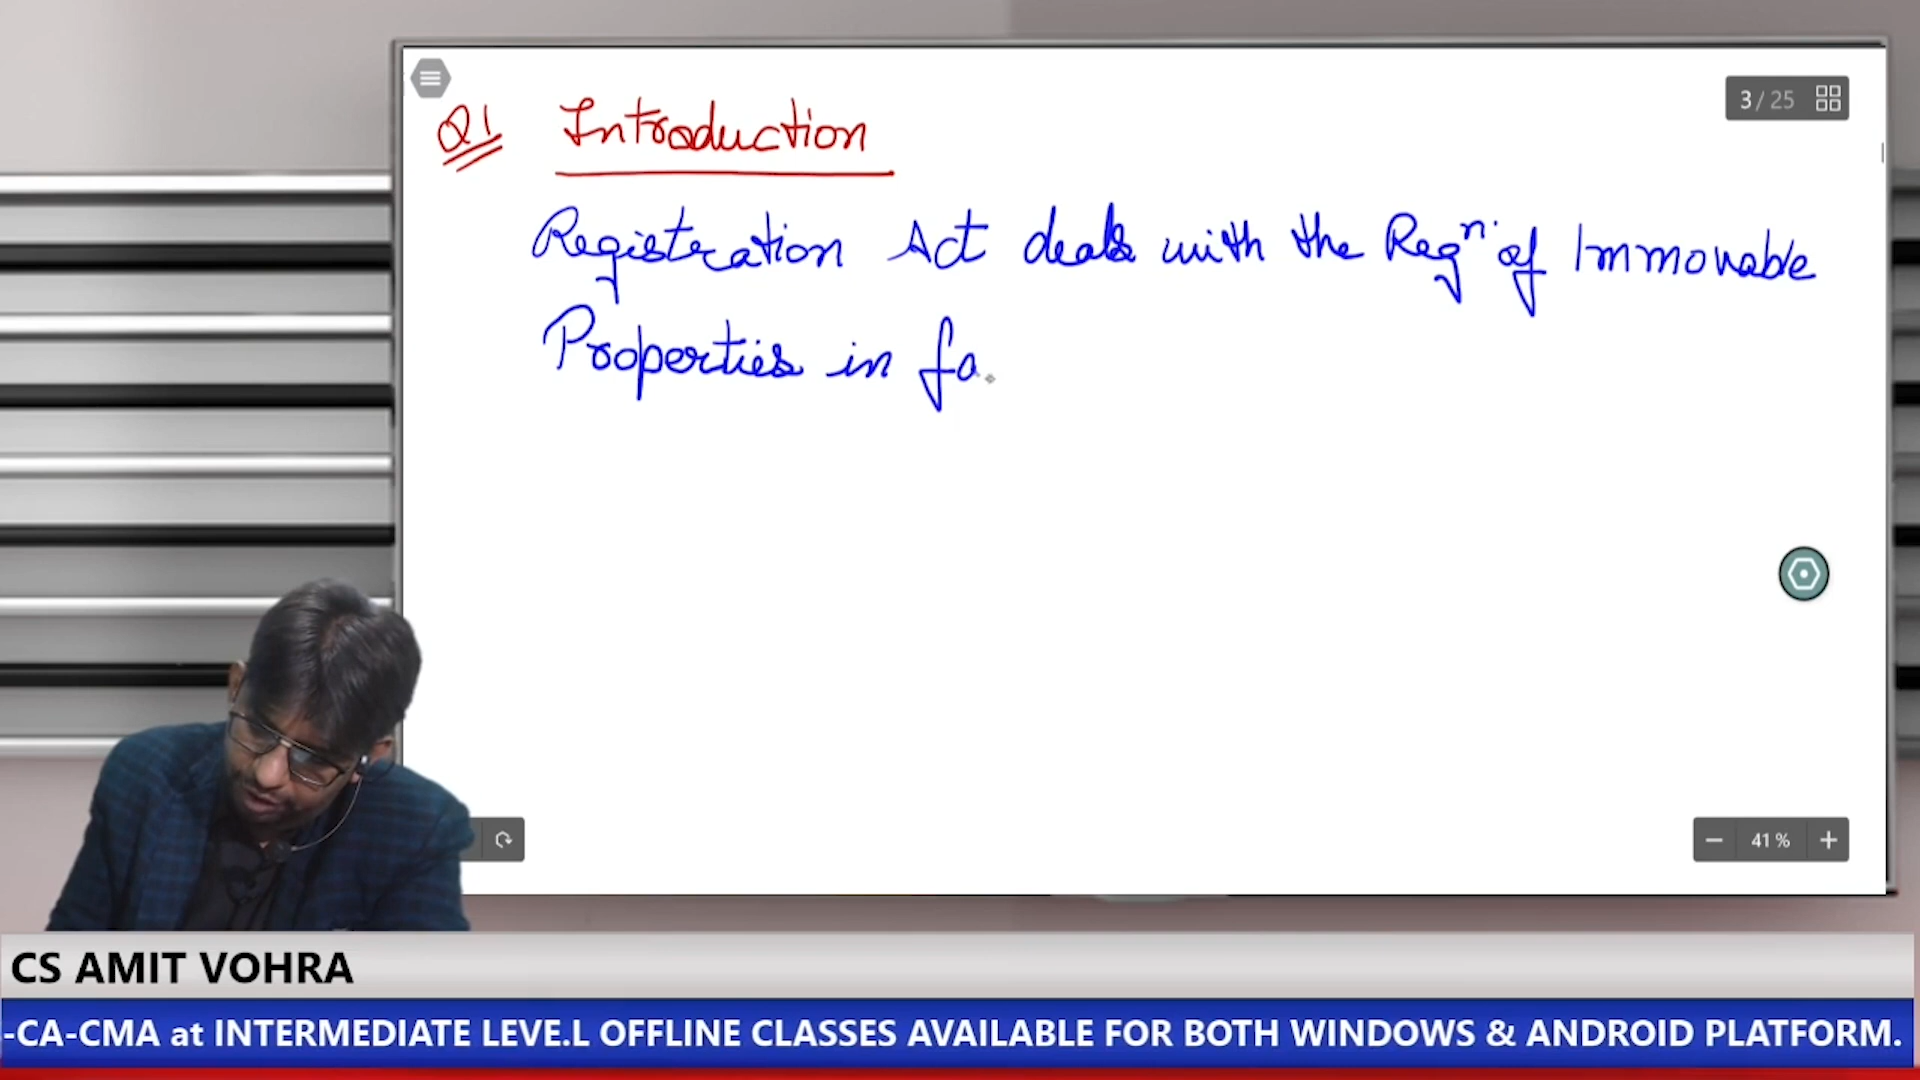 Q1 Introduction
3 / 25
Registration Act deals with the Regn. of Immovable
Properties in fa
41 %
CS AMIT VOHRA
-CA-CMA at INTERMEDIATE LEVE.L OFFLINE CLASSES AVAILABLE FOR BOTH WINDOWS & ANDROID PLATFORM.